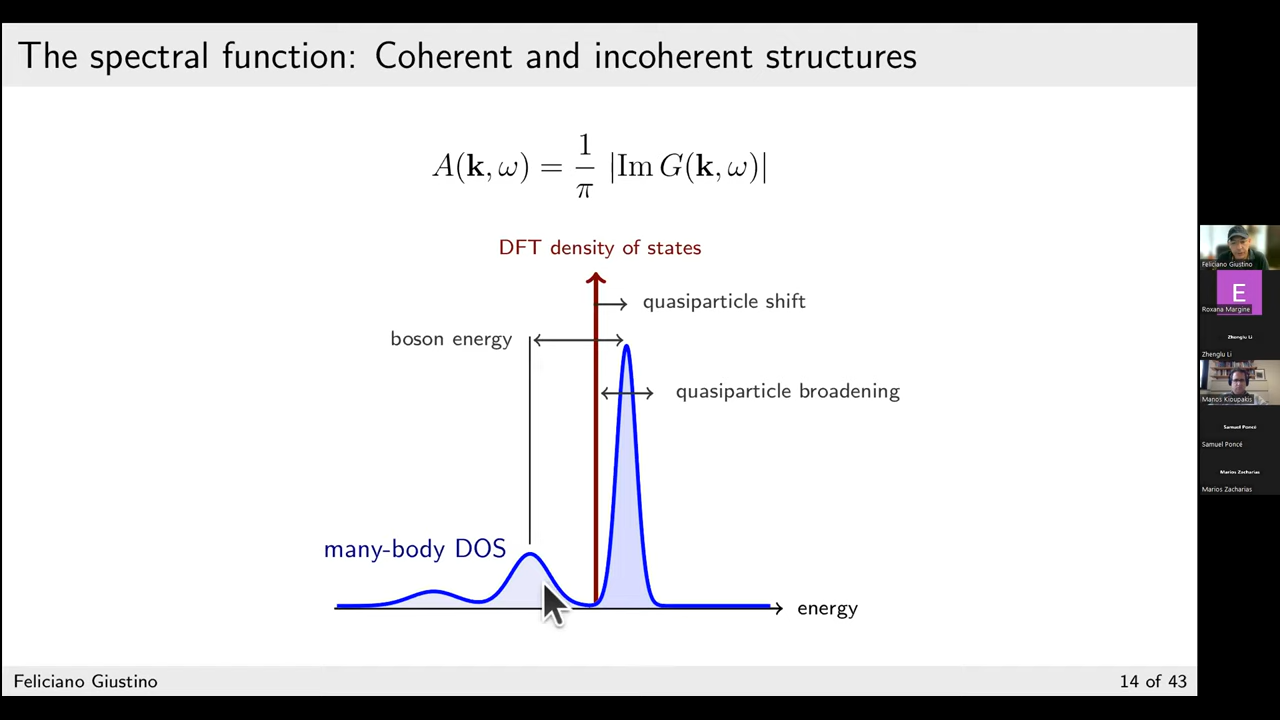 The spectral function: Coherent and incoherent structures
A(k, ω) = 1/π |Im G(k, ω)|
DFT density of states
quasiparticle shift
boson energy
quasiparticle broadening
many-body DOS
energy
Feliciano Giustino
14 of 43
Feliciano Giustino
E
Roxana Margine
Zhenglu Li
Zhenglu Li
Manos Kioupakis
Samuel Poncé
Samuel Poncé
Marios Zacharias
Marios Zacharias